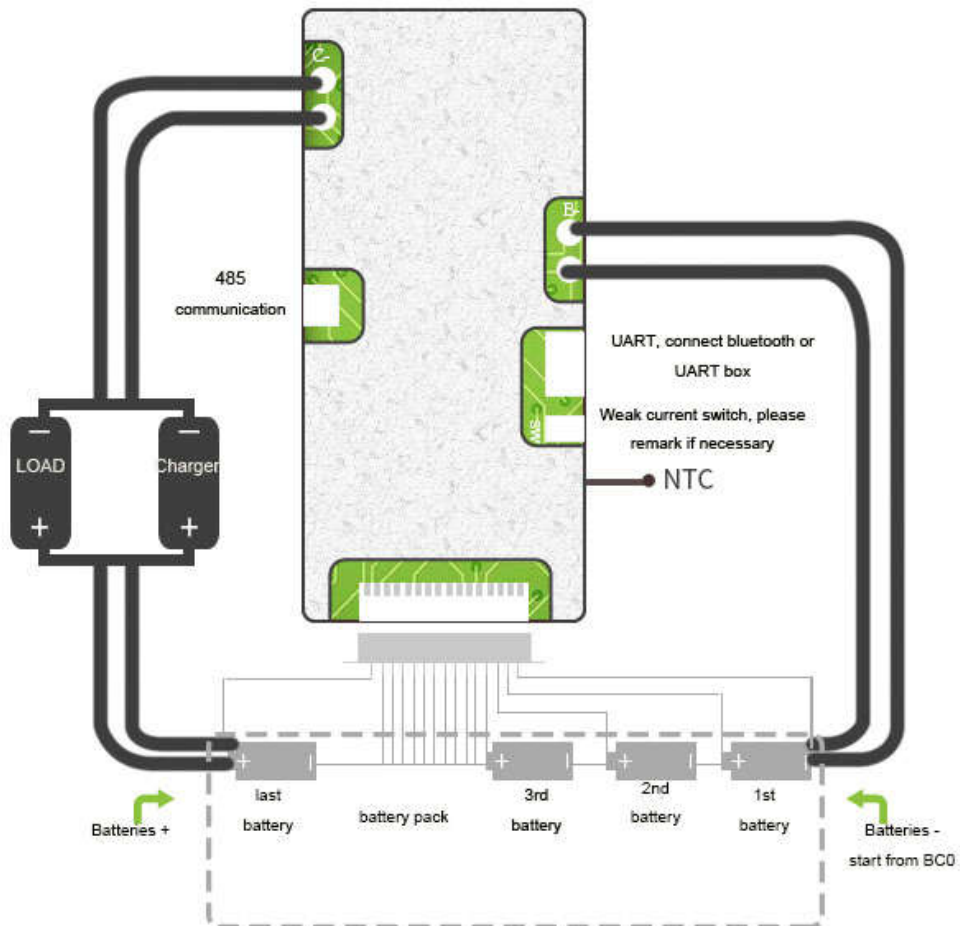 C-
B-
485
communication
UART, connect bluetooth or
UART box
Weak current switch, please
remark if necessary
SW-
NTC
LOAD
Charger
last
battery
battery pack
3rd
battery
2nd
battery
1st
battery
Batteries +
Batteries -
start from BC0